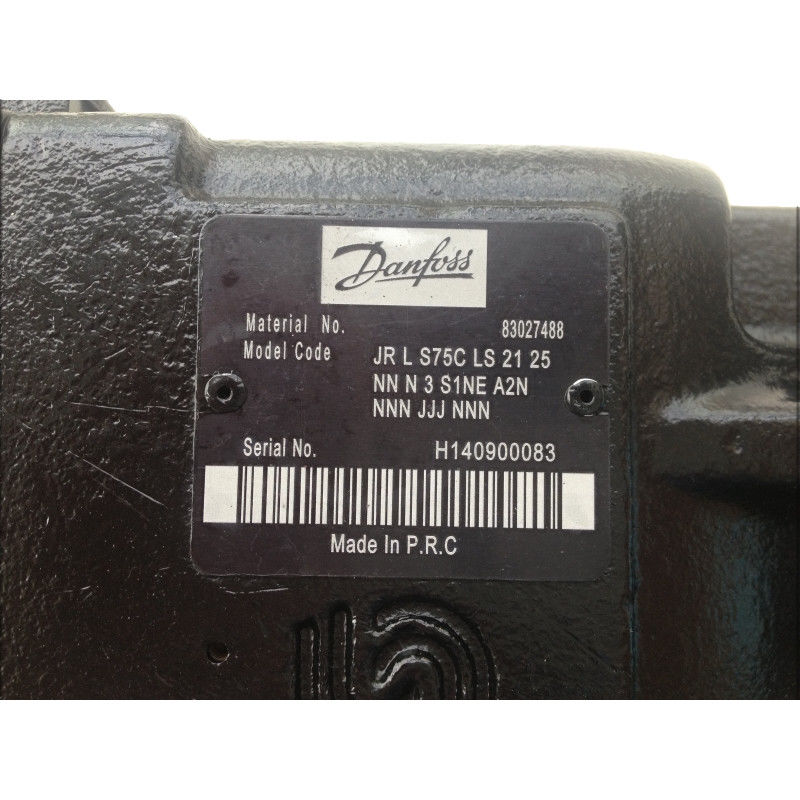 Danfoss
Material No. 83027488
Model Code JR L S75C LS 21 25
NN N 3 S1NE A2N
NNN JJJ NNN
Serial No. H140900083
Made In P.R.C